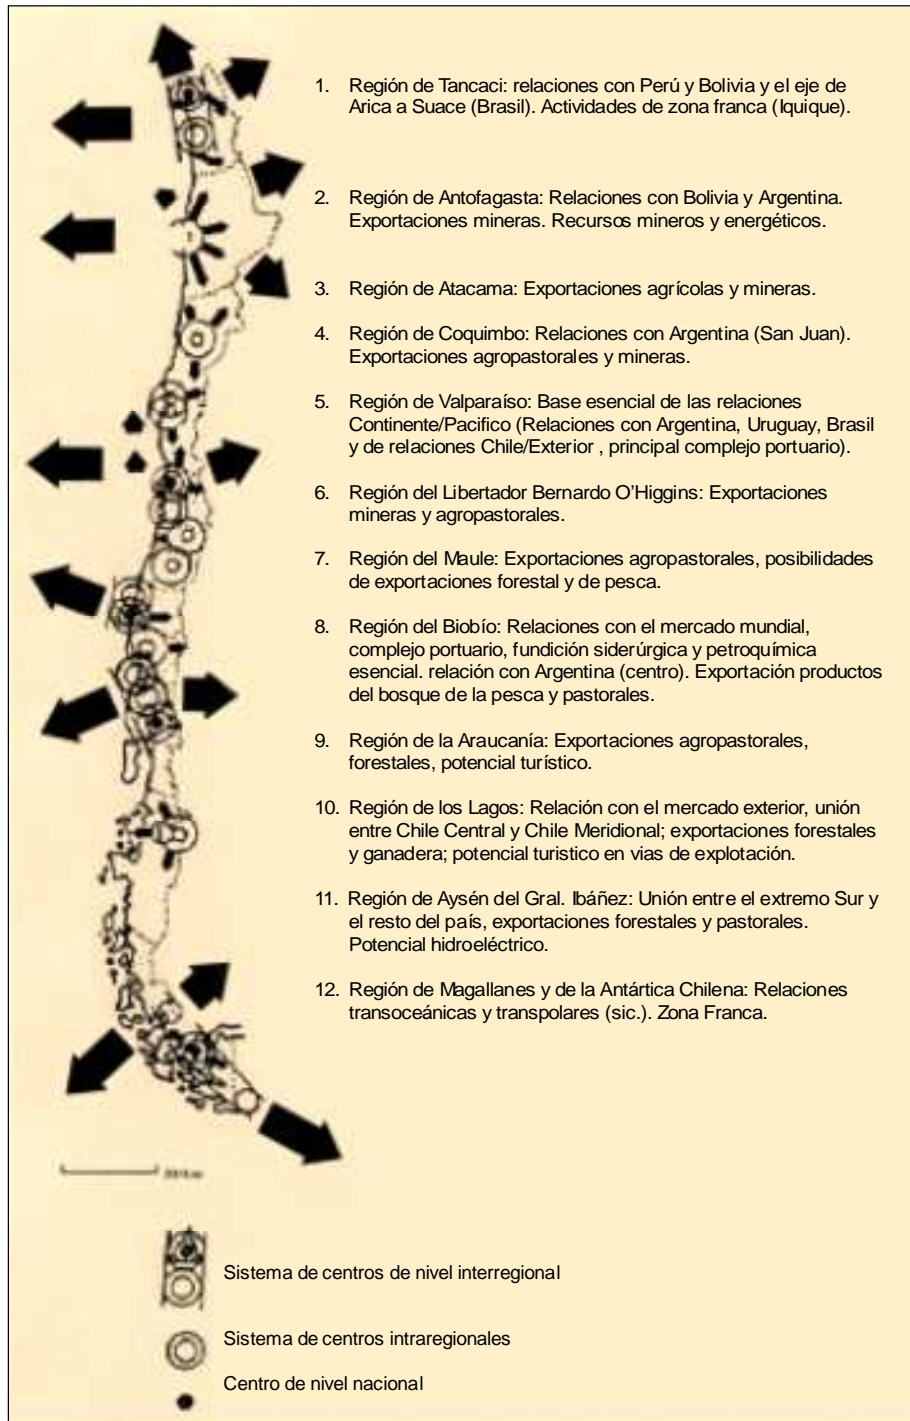 1. Región de Tancaci: relaciones con Perú y Bolivia y el eje de
Arica a Suace (Brasil). Actividades de zona franca (Iquique).
2. Región de Antofagasta: Relaciones con Bolivia y Argentina.
Exportaciones mineras. Recursos mineros y energéticos.
3. Región de Atacama: Exportaciones agrícolas y mineras.
4. Región de Coquimbo: Relaciones con Argentina (San Juan).
Exportaciones agropastorales y mineras.
5. Región de Valparaíso: Base esencial de las relaciones
Continente/Pacifico (Relaciones con Argentina, Uruguay, Brasil
y de relaciones Chile/Exterior , principal complejo portuario).
6. Región del Libertador Bernardo O'Higgins: Exportaciones
mineras y agropastorales.
7. Región del Maule: Exportaciones agropastorales, posibilidades
de exportaciones forestal y de pesca.
8. Región del Biobío: Relaciones con el mercado mundial,
complejo portuario, fundición siderúrgica y petroquímica
esencial. relación con Argentina (centro). Exportación productos
del bosque de la pesca y pastorales.
9. Región de la Araucanía: Exportaciones agropastorales,
forestales, potencial turístico.
10. Región de los Lagos: Relación con el mercado exterior, unión
entre Chile Central y Chile Meridional; exportaciones forestales
y ganadera; potencial turistico en vias de explotación.
11. Región de Aysén del Gral. Ibáñez: Unión entre el extremo Sur y
el resto del país, exportaciones forestales y pastorales.
Potencial hidroeléctrico.
12. Región de Magallanes y de la Antártica Chilena: Relaciones
transoceánicas y transpolares (sic.). Zona Franca.
Sistema de centros de nivel interregional
Sistema de centros intraregionales
Centro de nivel nacional